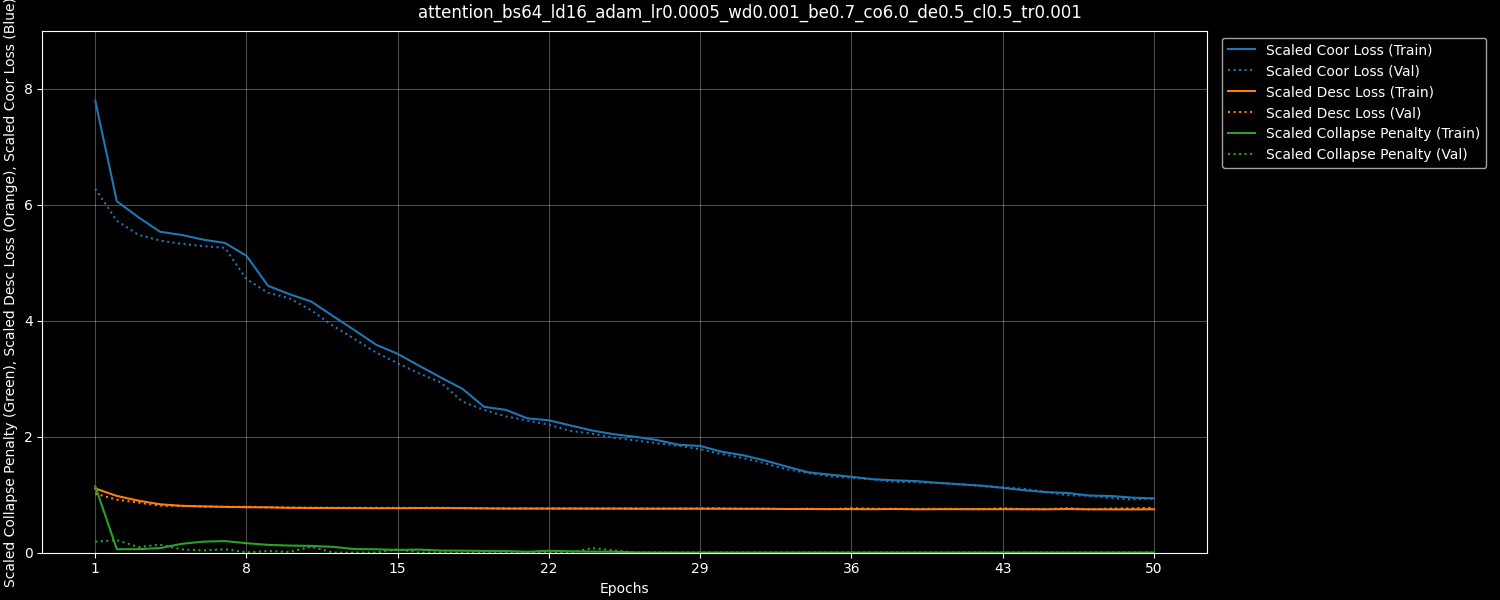 attention_bs64_ld16_adam_lr0.0005_wd0.001_be0.7_co6.0_de0.5_cl0.5_tr0.001
Scaled Collapse Penalty (Green), Scaled Desc Loss (Orange), Scaled Coor Loss (Blue)
8
6
4
2
0
1 8 15 22 29 36 43 50
Epochs
Scaled Coor Loss (Train)
Scaled Coor Loss (Val)
Scaled Desc Loss (Train)
Scaled Desc Loss (Val)
Scaled Collapse Penalty (Train)
Scaled Collapse Penalty (Val)